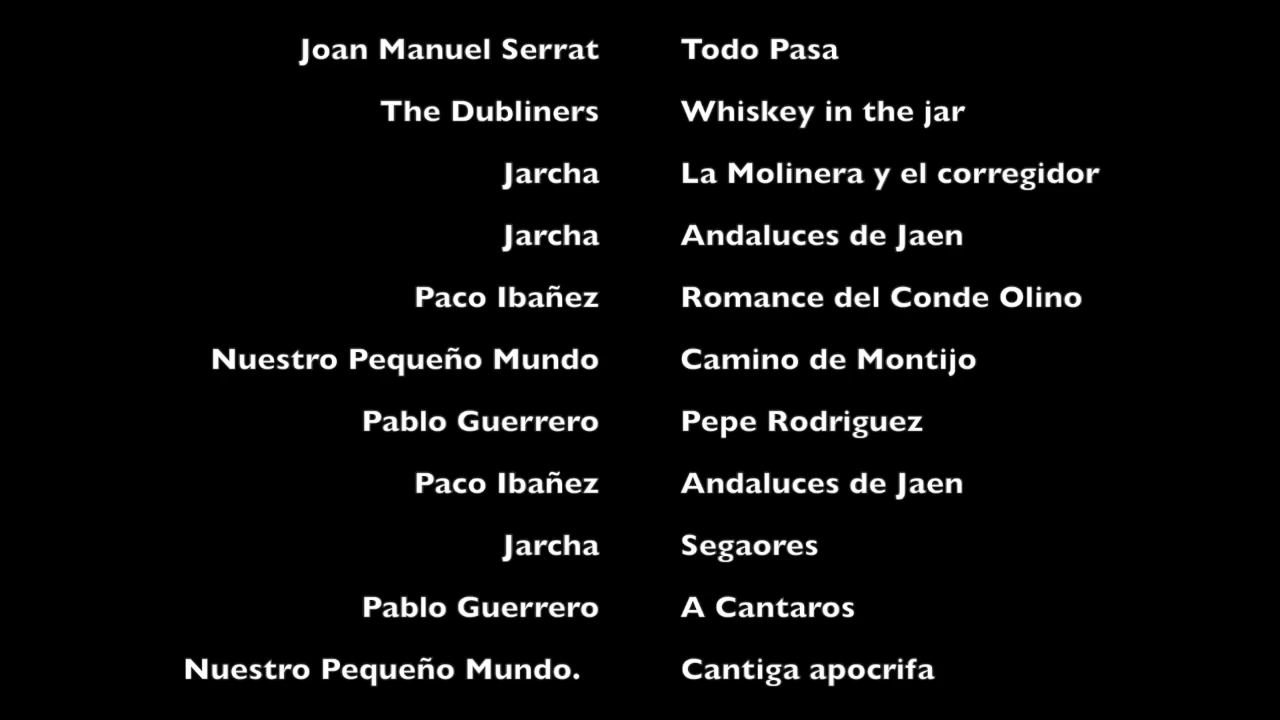 Joan Manuel Serrat Todo Pasa
The Dubliners Whiskey in the jar
Jarcha La Molinera y el corregidor
Jarcha Andaluces de Jaen
Paco Ibañez Romance del Conde Olino
Nuestro Pequeño Mundo Camino de Montijo
Pablo Guerrero Pepe Rodriguez
Paco Ibañez Andaluces de Jaen
Jarcha Segaores
Pablo Guerrero A Cantaros
Nuestro Pequeño Mundo. Cantiga apocrifa